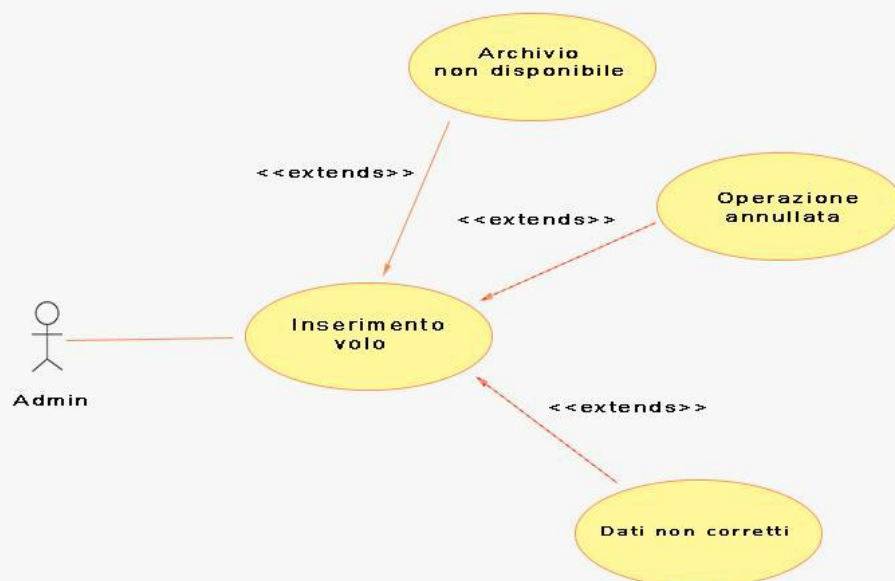 Archivio
non disponibile
<<extends>>
Operazione
annullata
<<extends>>
Inserimento
volo
Admin
<<extends>>
Dati non corretti